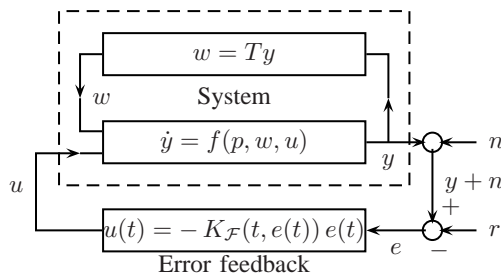 w = Ty
w
System
ẏ = f(p, w, u)
y
n
u
y + n
+
u(t) = − K_ℱ(t, e(t)) e(t)
e
−
r
Error feedback